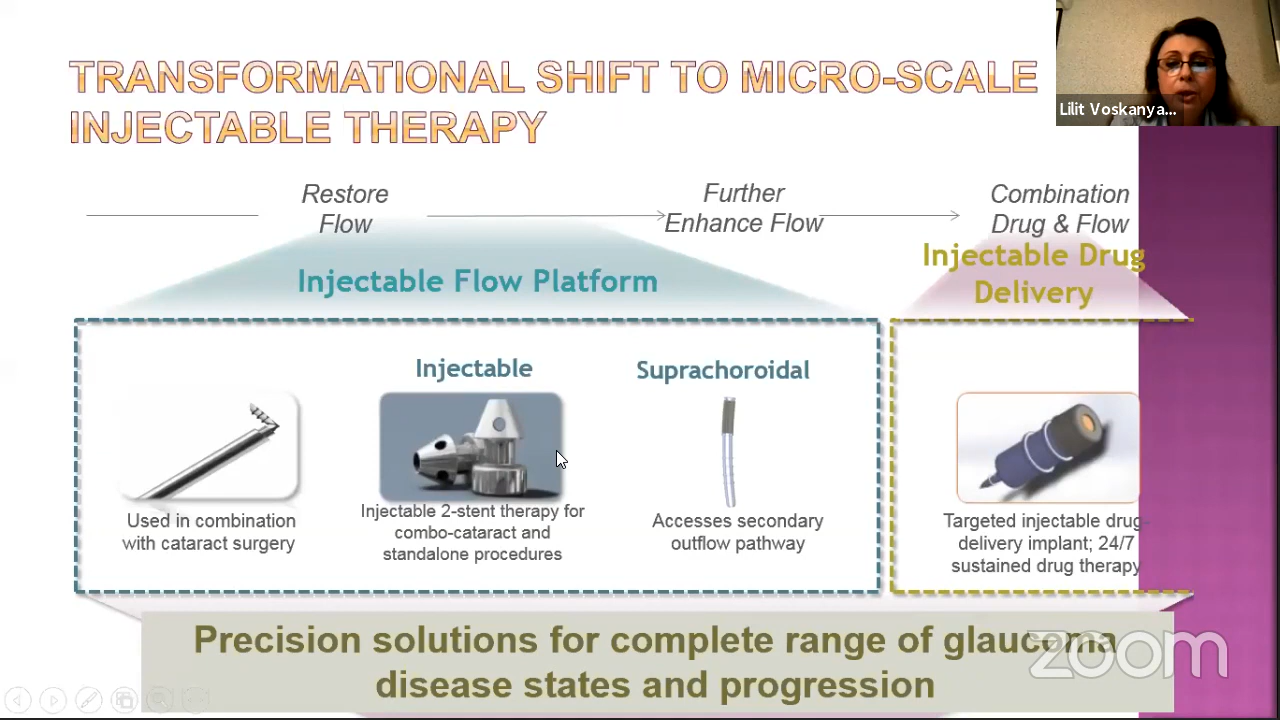 TRANSFORMATIONAL SHIFT TO MICRO-SCALE
INJECTABLE THERAPY
Lilit Voskanya...
Restore
Flow
Further
Enhance Flow
Combination
Drug & Flow
Injectable Flow Platform
Injectable Drug
Delivery
Injectable
Suprachoroidal
Used in combination
with cataract surgery
Injectable 2-stent therapy for
combo-cataract and
standalone procedures
Accesses secondary
outflow pathway
Targeted injectable drug-
delivery implant; 24/7
sustained drug therapy
Precision solutions for complete range of glaucoma
disease states and progression
zoom